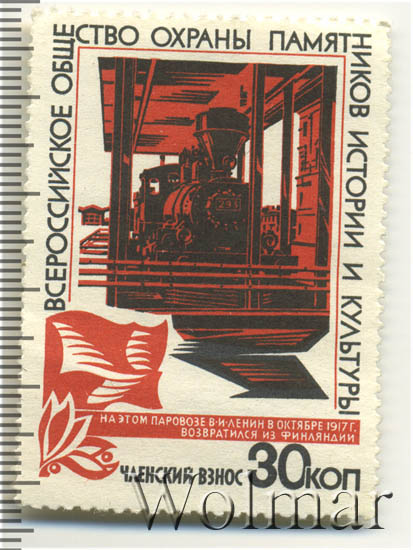 ВСЕРОССИЙСКОЕ ОБЩЕСТВО ОХРАНЫ ПАМЯТНИКОВ ИСТОРИИ И КУЛЬТУРЫ
293
НА ЭТОМ ПАРОВОЗЕ В·И·ЛЕНИН В ОКТЯБРЕ 1917 Г.
ВОЗВРАТИЛСЯ ИЗ ФИНЛЯНДИИ
ЧЛЕНСКИЙ ВЗНОС 30 КОП
Wolmar